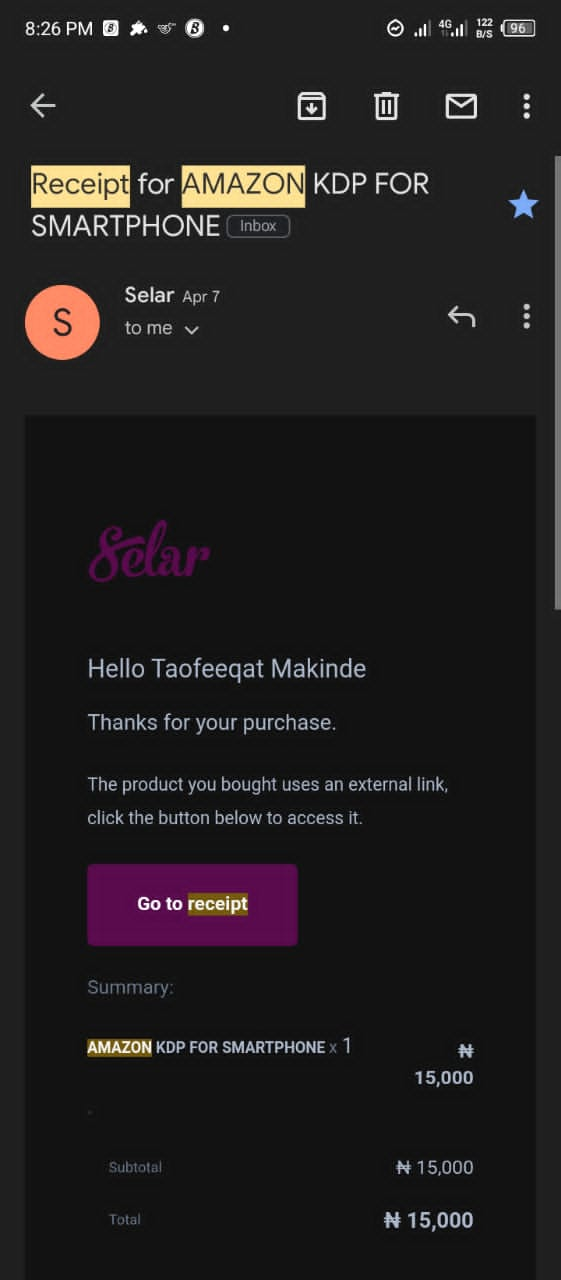 8:26 PM
4G 122 B/S 96
Receipt for AMAZON KDP FOR
SMARTPHONE Inbox
S
Selar Apr 7
to me
Selar
Hello Taofeeqat Makinde
Thanks for your purchase.
The product you bought uses an external link,
click the button below to access it.
Go to receipt
Summary:
AMAZON KDP FOR SMARTPHONE x 1 ₦
15,000
Subtotal ₦ 15,000
Total ₦ 15,000